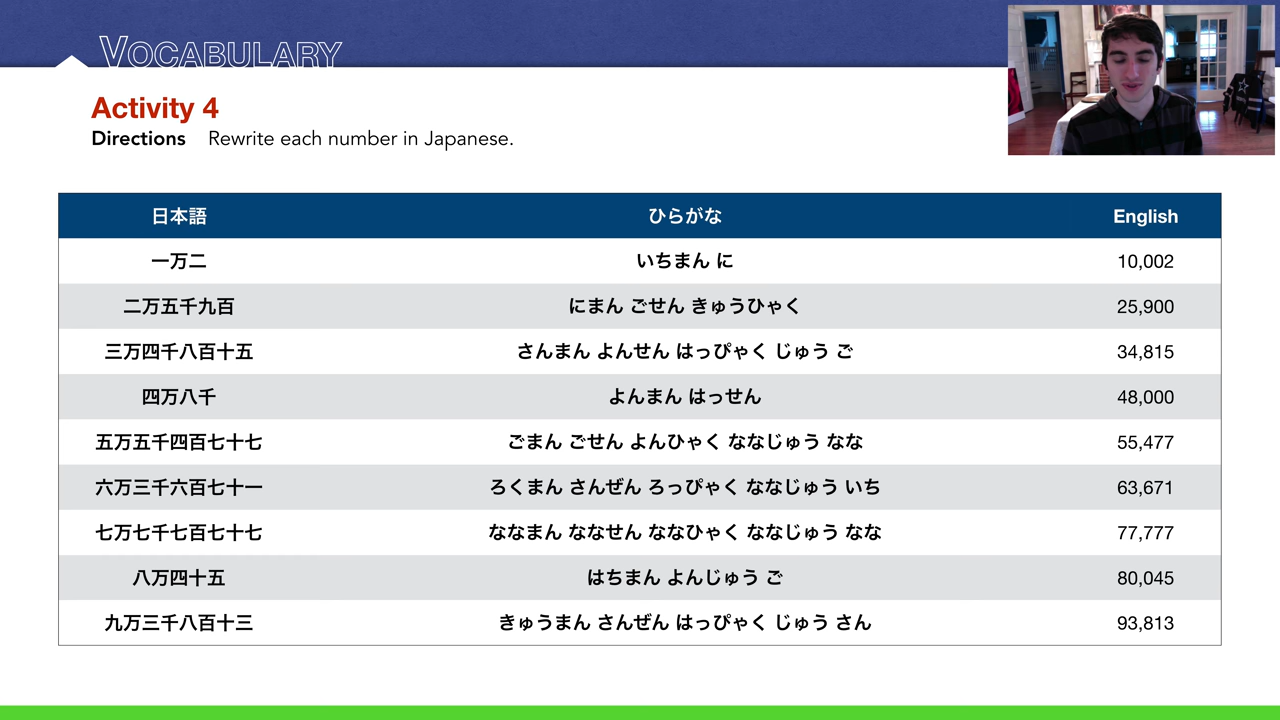 VOCABULARY
Activity 4
Directions Rewrite each number in Japanese.
日本語 ひらがな English
一万二 いちまん に 10,002
二万五千九百 にまん ごせん きゅうひゃく 25,900
三万四千八百十五 さんまん よんせん はっぴゃく じゅう ご 34,815
四万八千 よんまん はっせん 48,000
五万五千四百七十七 ごまん ごせん よんひゃく ななじゅう なな 55,477
六万三千六百七十一 ろくまん さんぜん ろっぴゃく ななじゅう いち 63,671
七万七千七百七十七 ななまん ななせん ななひゃく ななじゅう なな 77,777
八万四十五 はちまん よんじゅう ご 80,045
九万三千八百十三 きゅうまん さんぜん はっぴゃく じゅう さん 93,813